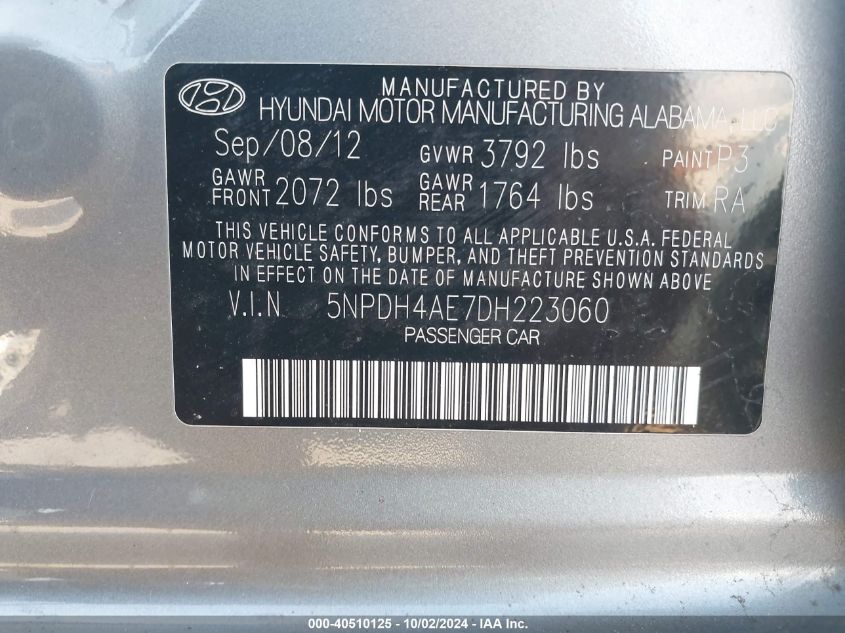 MANUFACTURED BY
HYUNDAI MOTOR MANUFACTURING ALABAMA, LLC
Sep/08/12 GVWR 3792 lbs PAINT P3
GAWR FRONT 2072 lbs GAWR REAR 1764 lbs TRIM RA
THIS VEHICLE CONFORMS TO ALL APPLICABLE U.S.A. FEDERAL
MOTOR VEHICLE SAFETY, BUMPER, AND THEFT PREVENTION STANDARDS
IN EFFECT ON THE DATE OF MANUFACTURE SHOWN ABOVE
V.I.N 5NPDH4AE7DH223060
PASSENGER CAR
000-40510125 - 10/02/2024 - IAA Inc.